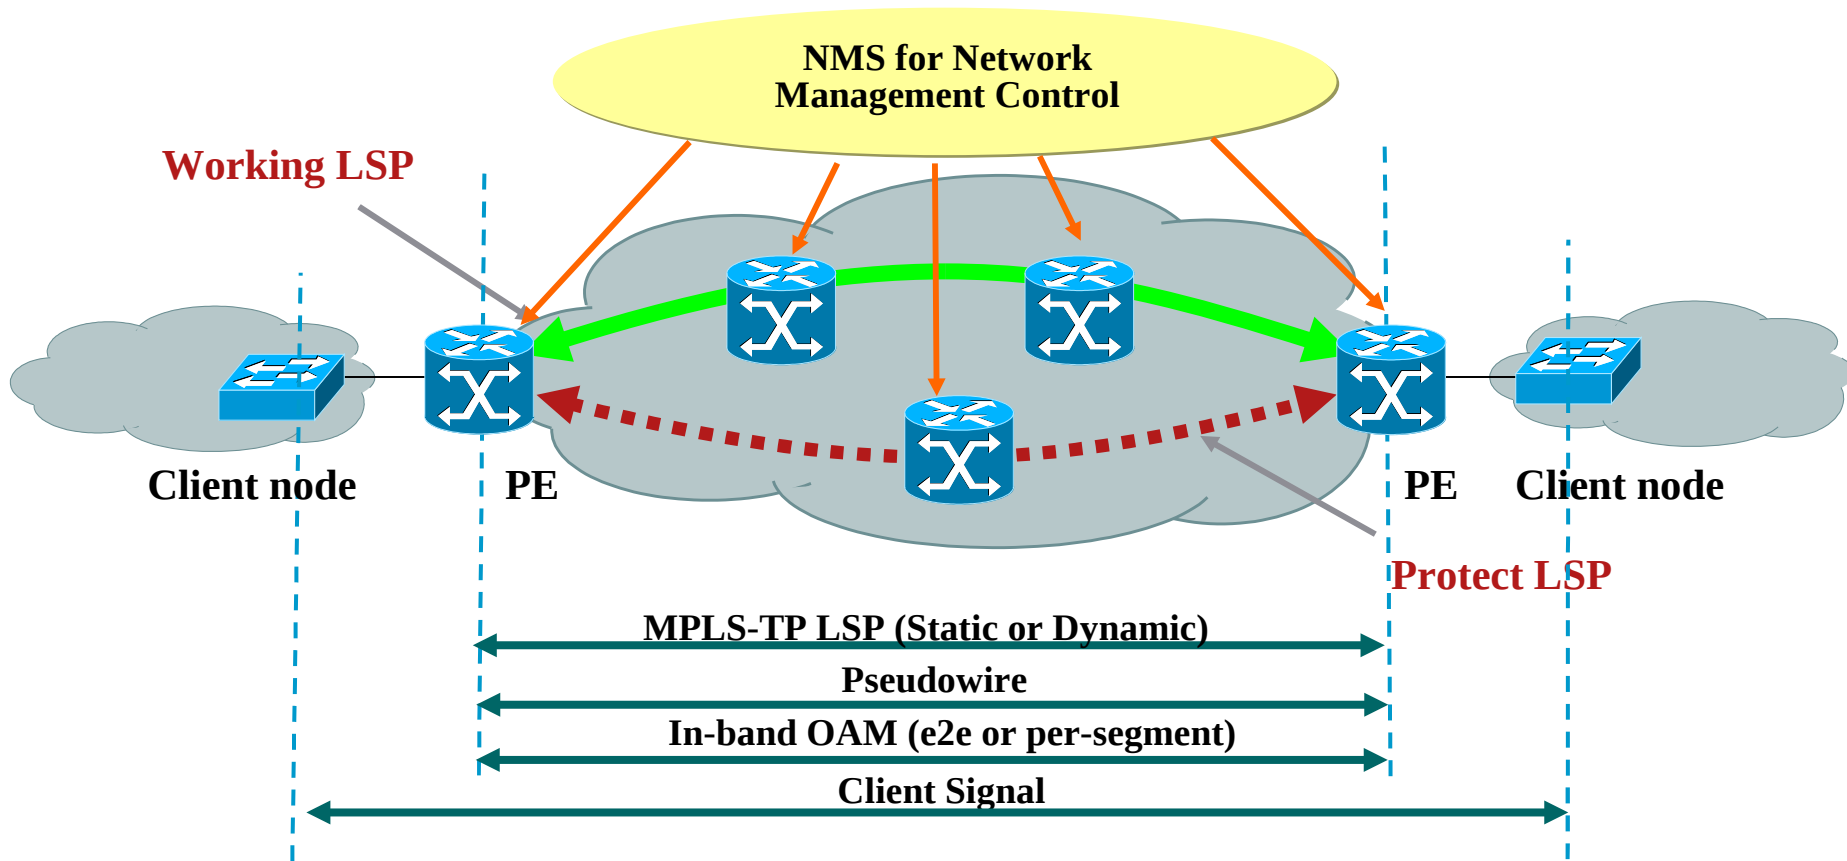 NMS for Network
Management Control
Working LSP
Client node
PE
PE
Client node
Protect LSP
MPLS-TP LSP (Static or Dynamic)
Pseudowire
In-band OAM (e2e or per-segment)
Client Signal